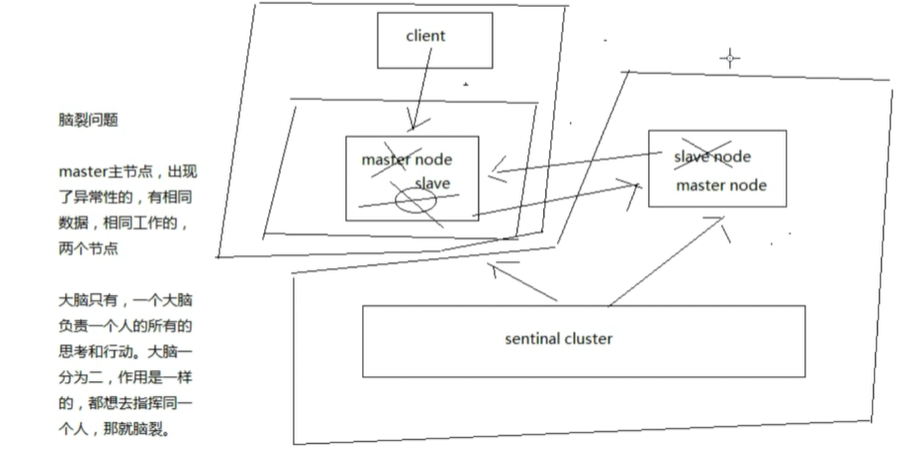 client
脑裂问题
master主节点，出现
了异常性的，有相同
数据，相同工作的，
两个节点
大脑只有，一个大脑
负责一个人的所有的
思考和行动。大脑一
分为二，作用是一样
的，都想去指挥同一
个人，那就脑裂。
master node
slave
slave node
master node
sentinal cluster